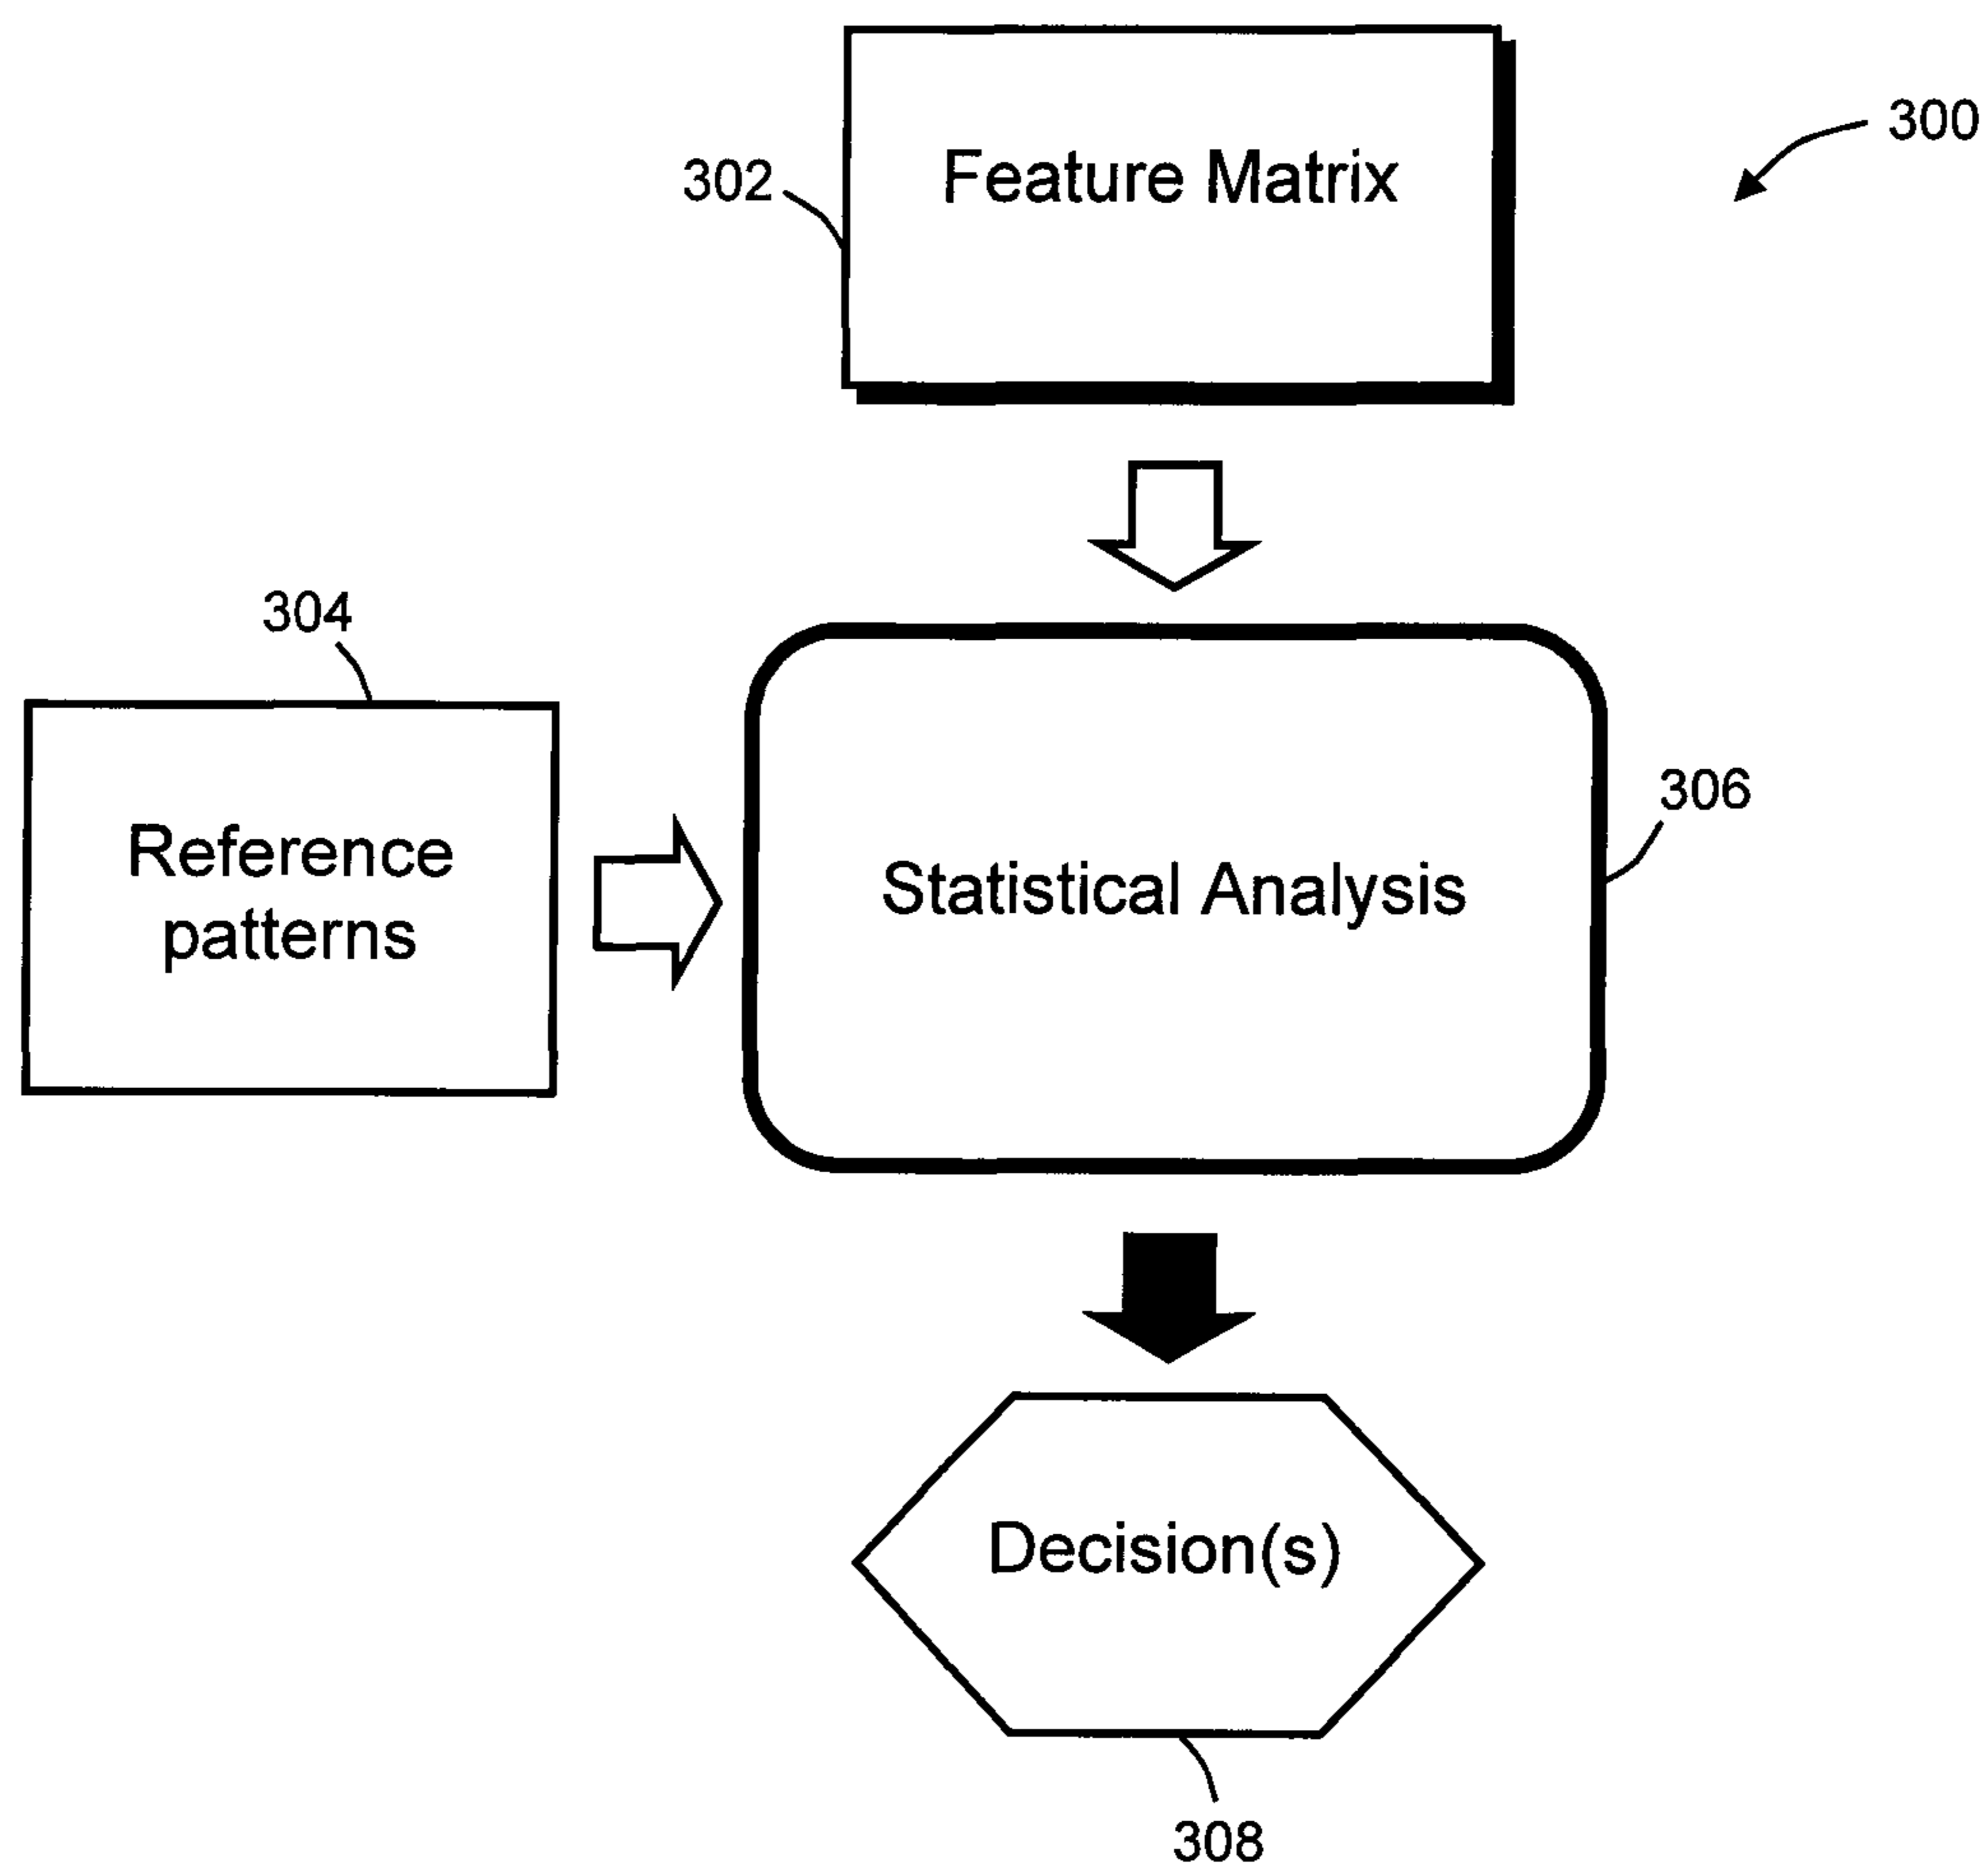 300
302
Feature Matrix
304
Reference
patterns
306
Statistical Analysis
Decision(s)
308